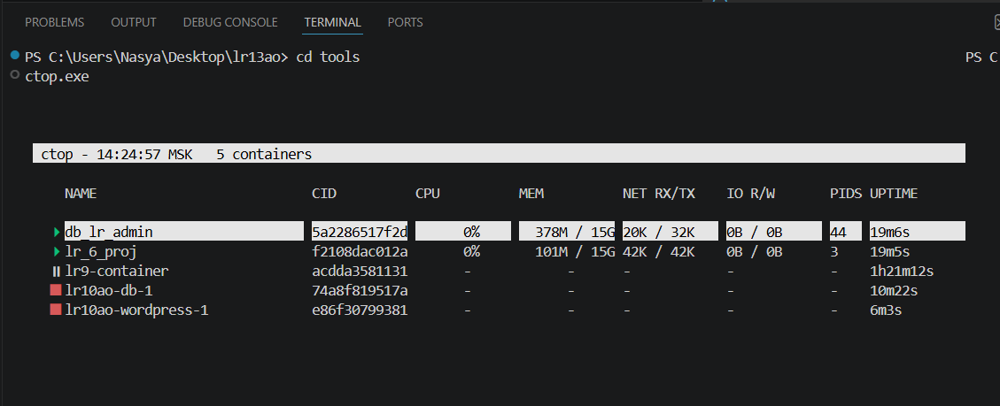 PROBLEMS OUTPUT DEBUG CONSOLE TERMINAL PORTS
PS C:\Users\Nasya\Desktop\lr13ao> cd tools PS C
ctop.exe
ctop - 14:24:57 MSK 5 containers
NAME CID CPU MEM NET RX/TX IO R/W PIDS UPTIME
db_lr_admin 5a2286517f2d 0% 378M / 15G 20K / 32K 0B / 0B 44 19m6s
lr_6_proj f2108dac012a 0% 101M / 15G 42K / 42K 0B / 0B 3 19m5s
lr9-container acdda3581131 - - - - - 1h21m12s
lr10ao-db-1 74a8f819517a - - - - - 10m22s
lr10ao-wordpress-1 e86f30799381 - - - - - 6m3s